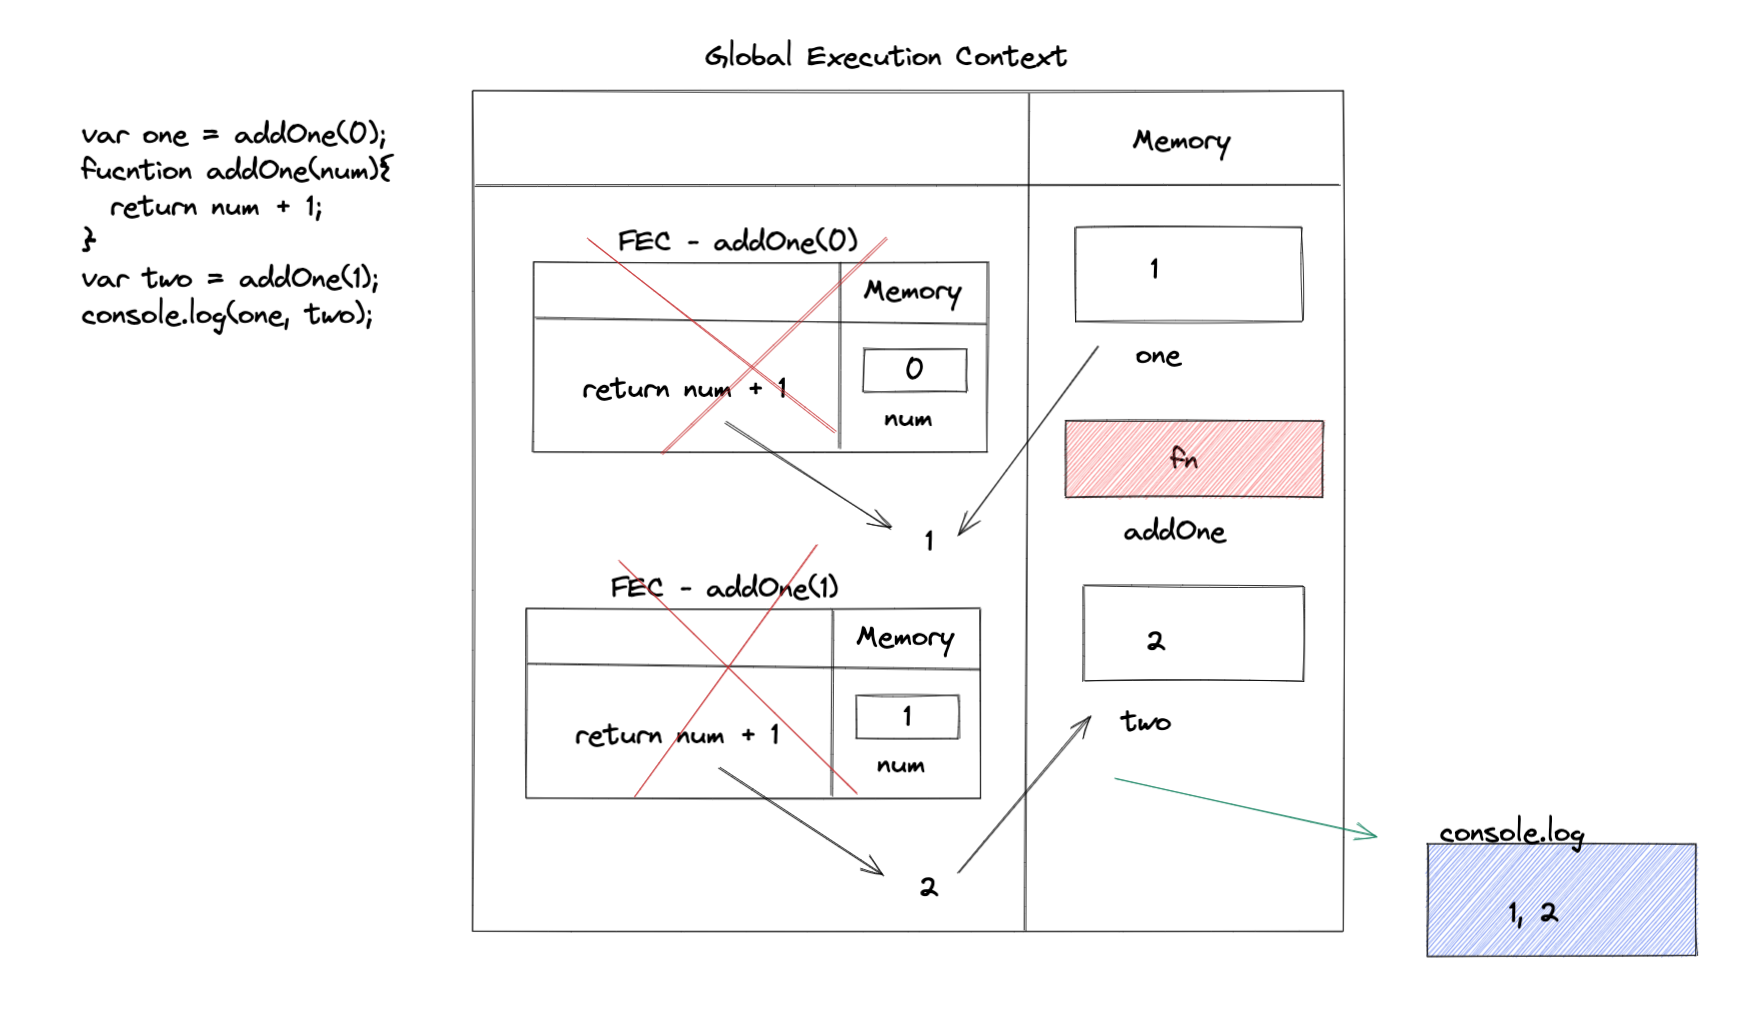 Global Execution Context
var one = addOne(0);
fucntion addOne(num){
return num + 1;
}
var two = addOne(1);
console.log(one, two);
Memory
FEC - addOne(0)
Memory
return num + 1
0
num
1
FEC - addOne(1)
Memory
return num + 1
1
num
2
1
one
fn
addOne
2
two
console.log
1, 2